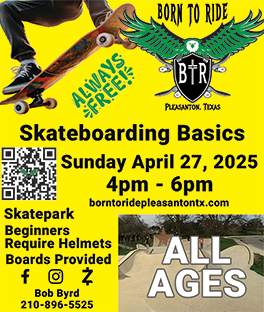 BORN TO RIDE
ALWAYS
FREE!
BTR
PLEASANTON, TEXAS
Skateboarding Basics
Sunday April 27, 2025
4pm - 6pm
borntoridepleasantontx.com
Skatepark
Beginners
Require Helmets
Boards Provided
Bob Byrd
210-896-5525
ALL
AGES